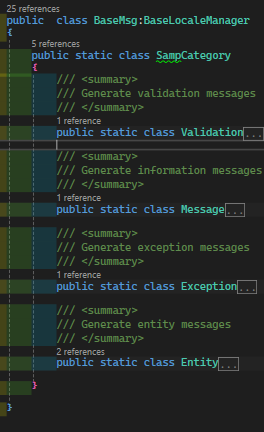 25 references
public  class BaseMsg:BaseLocaleManager
{
5 references
public static class SampCategory
{
/// <summary>
/// Generate validation messages
/// </summary>
1 reference
public static class Validation...
/// <summary>
/// Generate information messages
/// </summary>
1 reference
public static class Message...
/// <summary>
/// Generate exception messages
/// </summary>
1 reference
public static class Exception...
/// <summary>
/// Generate entity messages
/// </summary>
2 references
public static class Entity...
}
}